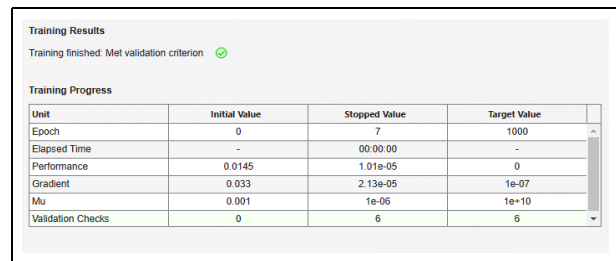 Training Results
Training finished: Met validation criterion
Training Progress
Unit Initial Value Stopped Value Target Value
Epoch 0 7 1000
Elapsed Time - 00:00:00 -
Performance 0.0145 1.01e-05 0
Gradient 0.033 2.13e-05 1e-07
Mu 0.001 1e-06 1e+10
Validation Checks 0 6 6